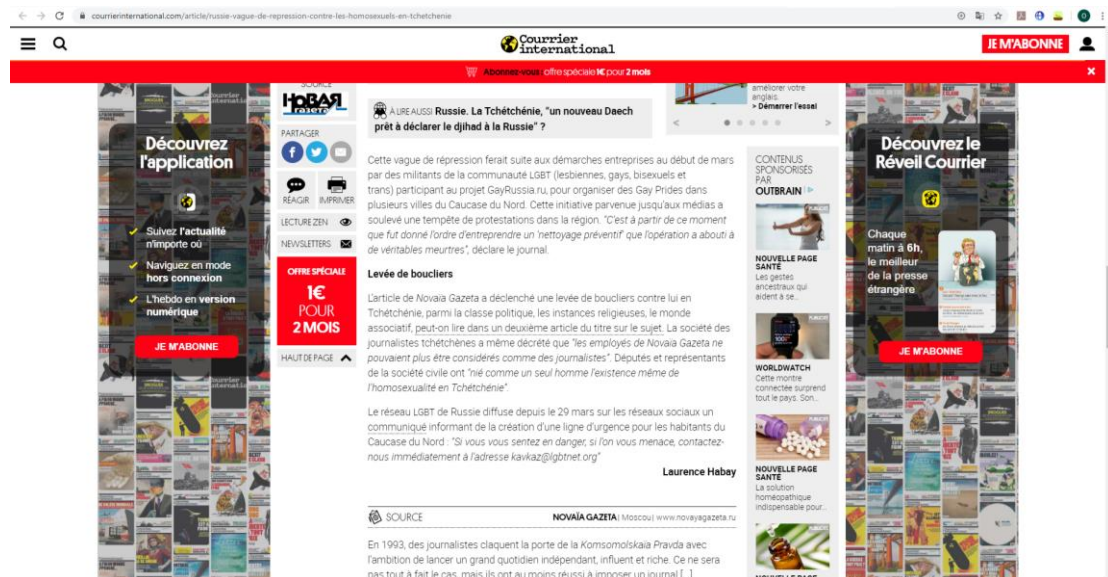 courrierinternational.com/article/russie-vague-de-repression-contre-les-homosexuels-en-tchetchenie
Courrier
international
JE M'ABONNE
Abonnez-vous : offre spéciale 1€ pour 2 mois
Découvrez
l'application
Suivez l'actualité
n'importe où
Naviguez en mode
hors connexion
L'hebdo en version
numérique
JE M'ABONNE
SOURCE
PARTAGER
RÉAGIR IMPRIMER
LECTURE ZEN
NEWSLETTERS
OFFRE SPÉCIALE
1€
POUR
2 MOIS
HAUT DE PAGE
À LIRE AUSSI Russie. La Tchétchénie, "un nouveau Daech
prêt à déclarer le djihad à la Russie" ?
Cette vague de répression ferait suite aux démarches entreprises au début de mars
par des militants de la communauté LGBT (lesbiennes, gays, bisexuels et
trans) participant au projet GayRussia.ru, pour organiser des Gay Prides dans
plusieurs villes du Caucase du Nord. Cette initiative parvenue jusqu'aux médias a
soulevé une tempête de protestations dans la région. "C'est à partir de ce moment
que fut donné l'ordre d'entreprendre un 'nettoyage préventif' que l'opération a abouti à
de véritables meurtres", déclare le journal.
Levée de boucliers
L'article de Novaïa Gazeta a déclenché une levée de boucliers contre lui en
Tchétchénie, parmi la classe politique, les instances religieuses, le monde
associatif, peut-on lire dans un deuxième article du titre sur le sujet. La société des
journalistes tchétchènes a même décrété que "les employés de Novaïa Gazeta ne
pouvaient plus être considérés comme des journalistes". Députés et représentants
de la société civile ont "nié comme un seul homme l'existence même de
l'homosexualité en Tchétchénie".
Le réseau LGBT de Russie diffuse depuis le 29 mars sur les réseaux sociaux un
communiqué informant de la création d'une ligne d'urgence pour les habitants du
Caucase du Nord : "Si vous vous sentez en danger, si l'on vous menace, contactez-
nous immédiatement à l'adresse kavkaz@lgbtnet.org"
Laurence Habay
SOURCE NOVAÏA GAZETA | Moscou | www.novayagazeta.ru
En 1993, des journalistes claquent la porte de la Komsomolskaïa Pravda avec
l'ambition de lancer un grand quotidien indépendant, influent et riche. Ce ne sera
pas tout à fait le cas, mais ils ont au moins réussi à imposer un journal [...]
améliorer votre
anglais.
> Démarrer l'essai
CONTENUS
SPONSORISÉS
PAR
OUTBRAIN
NOUVELLE PAGE
SANTÉ
Les gestes
ancestraux qui
aident à se...
WORLDWATCH
Cette montre
connectée surprend
tout le pays. Son...
NOUVELLE PAGE
SANTÉ
La solution
homéopathique
indispensable pour...
NOUVELLE PAGE
Découvrez le
Réveil Courrier
Chaque
matin à 6h,
le meilleur
de la presse
étrangère
JE M'ABONNE